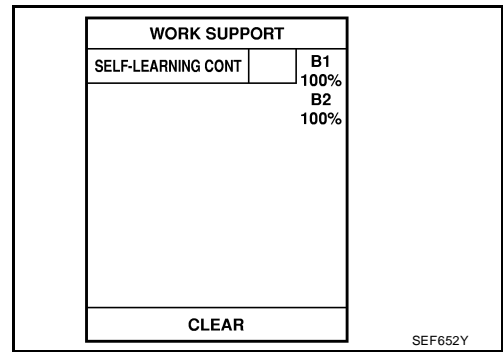 WORK SUPPORT
SELF-LEARNING CONT B1
100%
B2
100%
CLEAR
SEF652Y